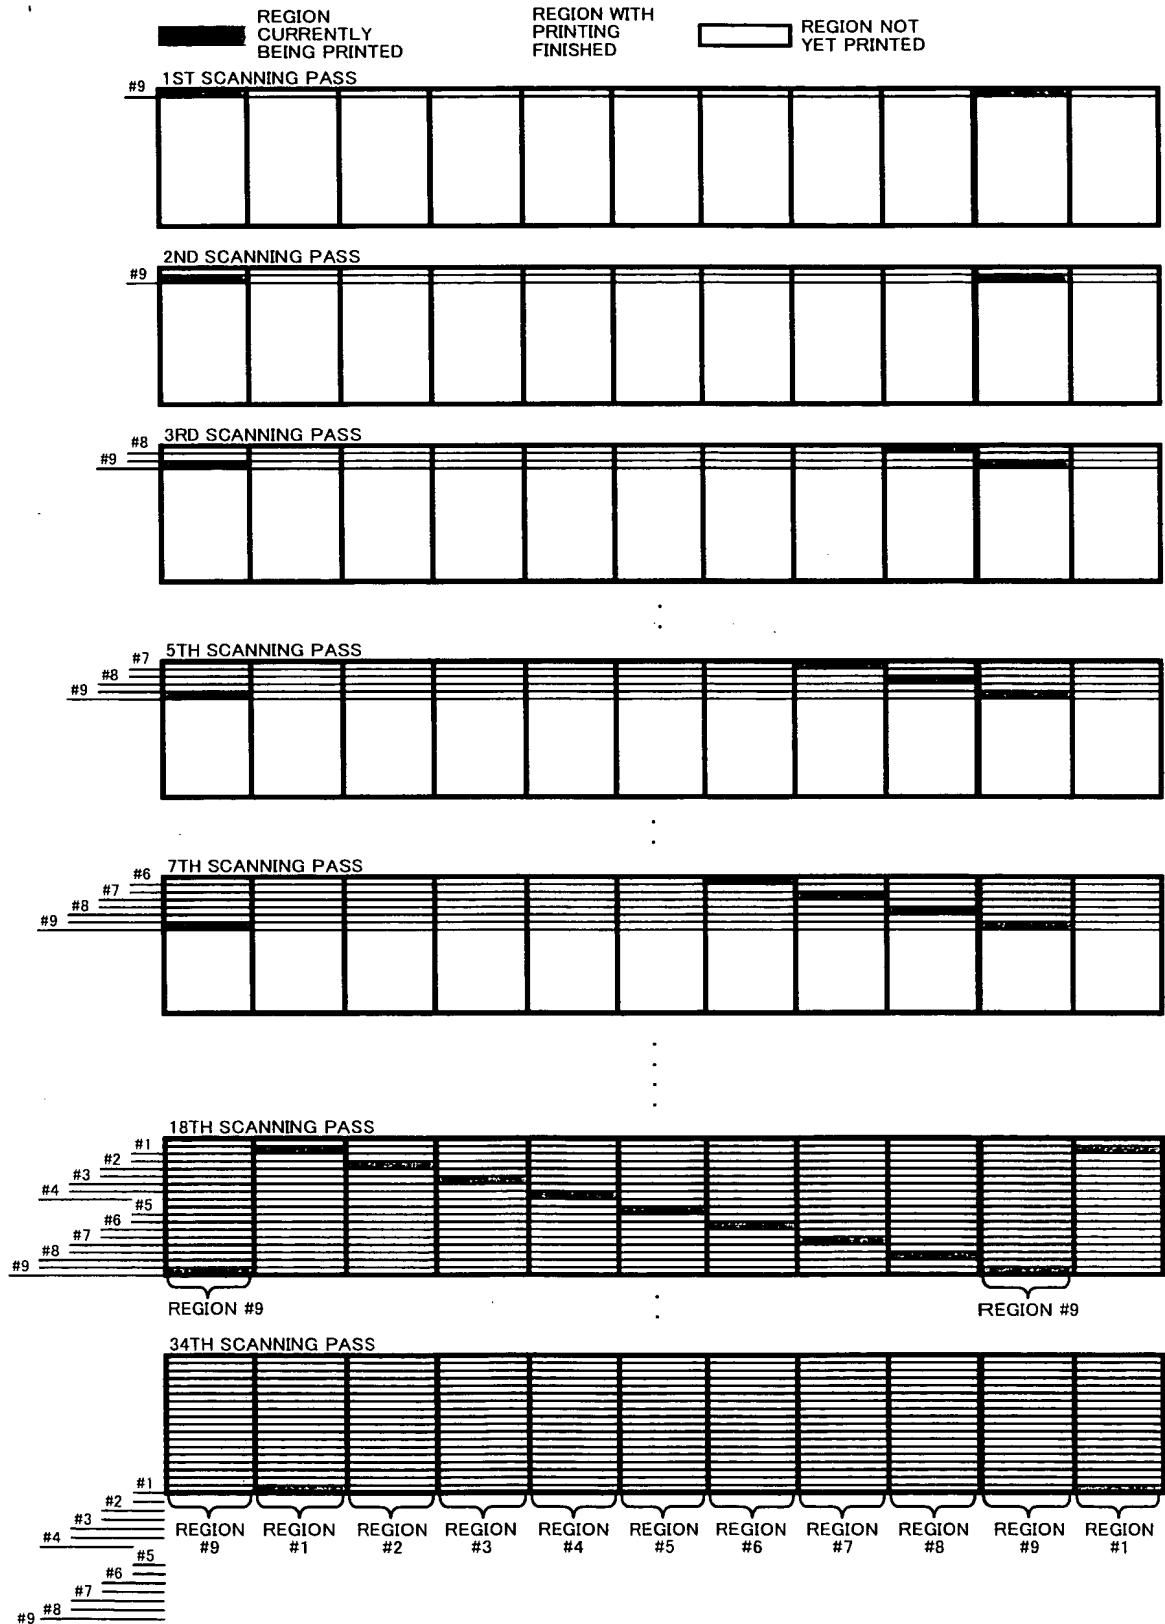 REGION
CURRENTLY
BEING PRINTED
REGION WITH
PRINTING
FINISHED
REGION NOT
YET PRINTED
1ST SCANNING PASS
#9
2ND SCANNING PASS
#9
3RD SCANNING PASS
#8
#9
5TH SCANNING PASS
#7
#8
#9
7TH SCANNING PASS
#6
#7
#8
#9
18TH SCANNING PASS
#1
#2
#3
#4
#5
#6
#7
#8
#9
REGION #9 REGION #9
34TH SCANNING PASS
#1
#2
#3
#4
#5
#6
#7
#8
#9
REGION REGION REGION REGION REGION REGION REGION REGION REGION REGION REGION
#9 #1 #2 #3 #4 #5 #6 #7 #8 #9 #1